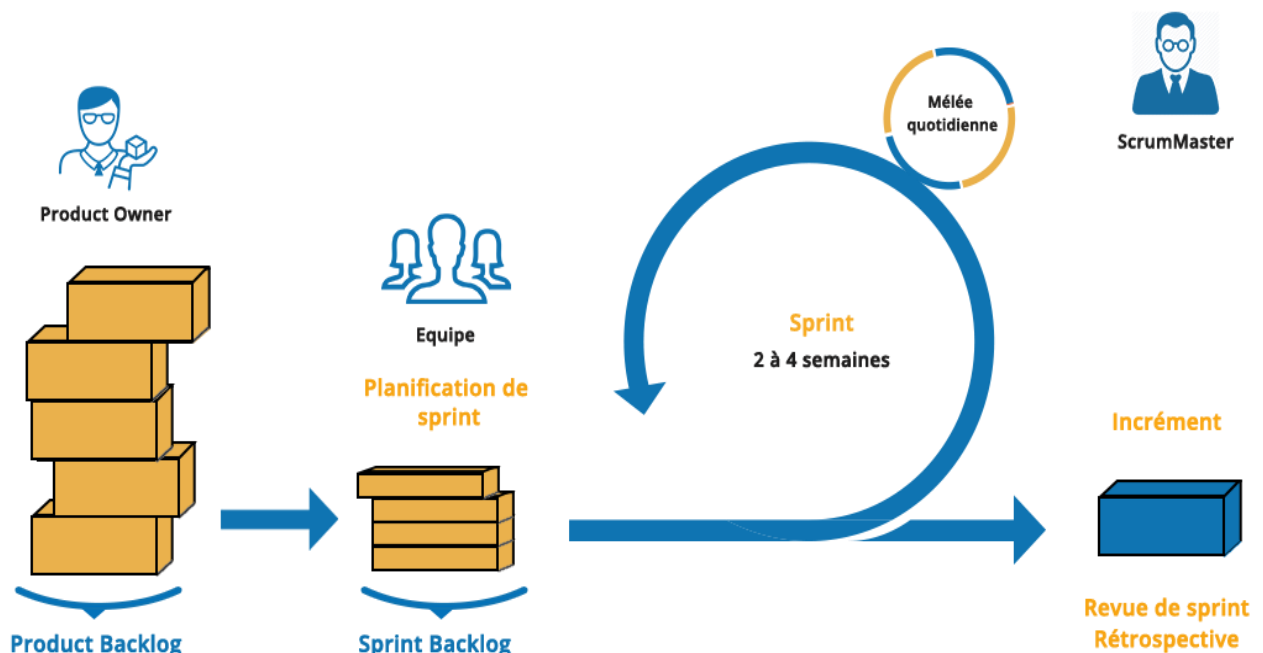 Product Owner
Product Backlog
Equipe
Planification de
sprint
Sprint Backlog
Mélée
quotidienne
Sprint
2 à 4 semaines
ScrumMaster
Incrément
Revue de sprint
Rétrospective